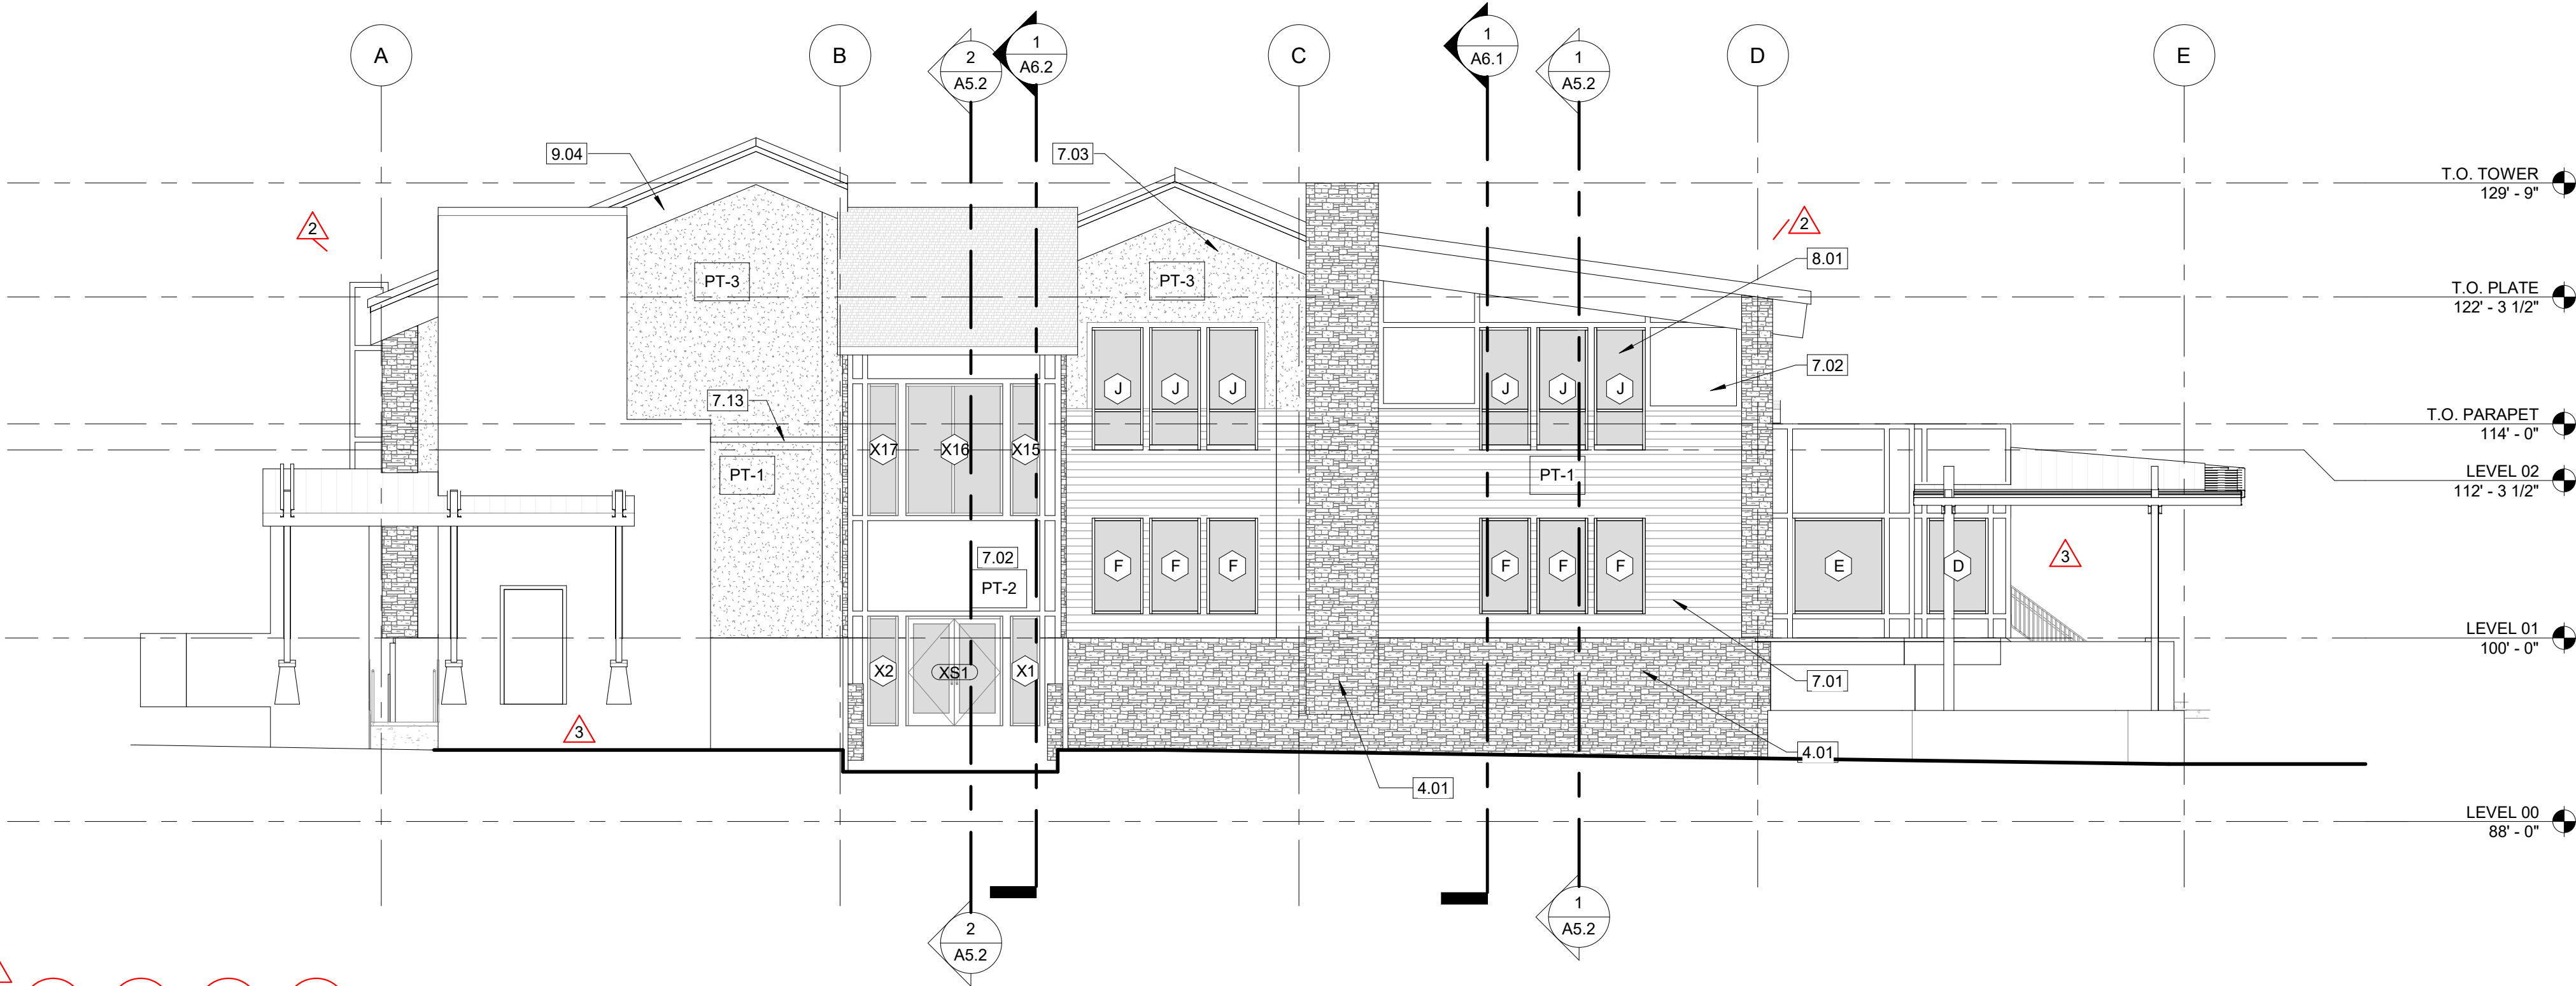 A
B
C
D
E
2
A5.2
1
A6.2
1
A6.1
1
A5.2
9.04
7.03
T.O. TOWER
129' - 9"
2
2
8.01
PT-3
PT-3
T.O. PLATE
122' - 3 1/2"
7.02
J
J
J
J
J
J
7.13
T.O. PARAPET
114' - 0"
X17
X16
X15
PT-1
PT-1
LEVEL 02
112' - 3 1/2"
7.02
PT-2
F
F
F
F
F
F
E
D
3
LEVEL 01
100' - 0"
X2
XS1
X1
7.01
3
4.01
4.01
LEVEL 00
88' - 0"
2
A5.2
1
A5.2